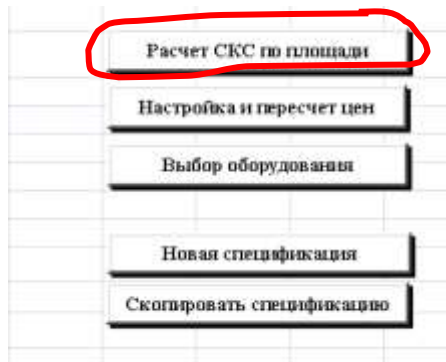 Расчет СКС по площади
Настройка и пересчет цен
Выбор оборудования
Новая спецификация
Скопировать спецификацию